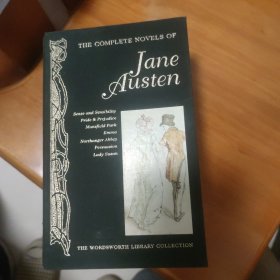 THE COMPLETE NOVELS OF
Jane
Austen
Sense and Sensibility
Pride & Prejudice
Mansfield Park
Emma
Northanger Abbey
Persuasion
Lady Susan
THE WORDSWORTH LIBRARY COLLECTION